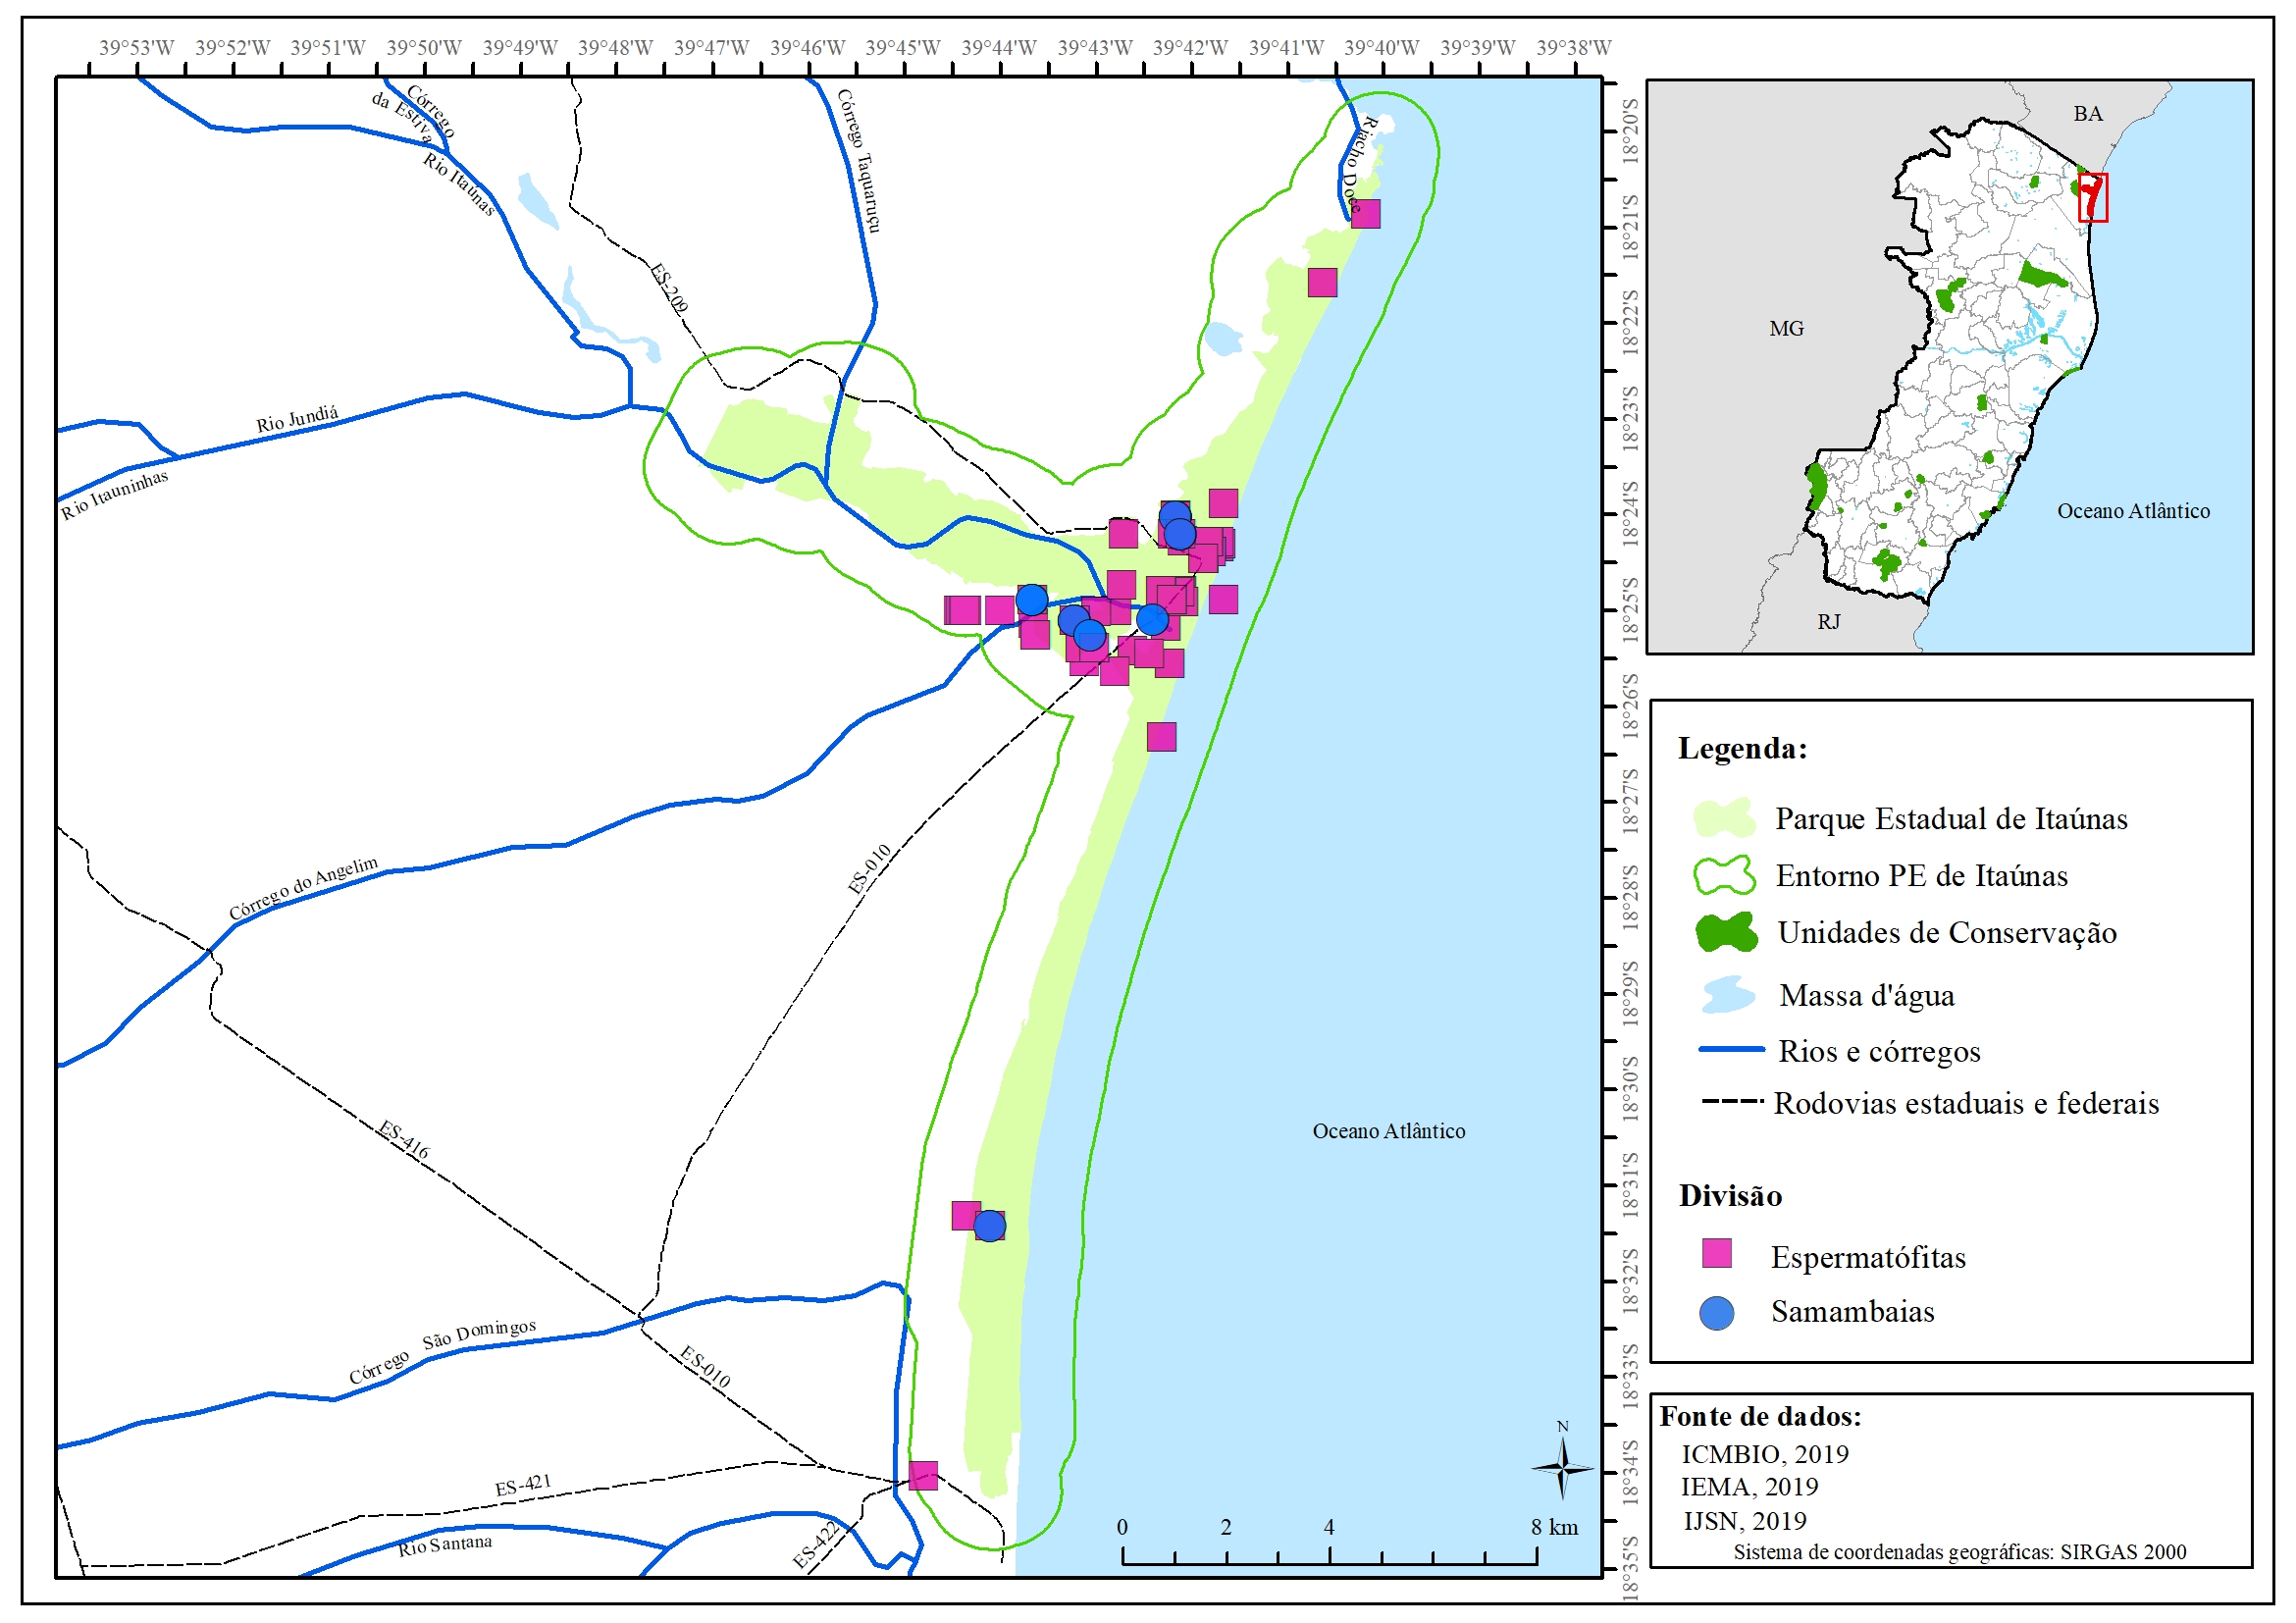 39°53'W 39°52'W 39°51'W 39°50'W 39°49'W 39°48'W 39°47'W 39°46'W 39°45'W 39°44'W 39°43'W 39°42'W 39°41'W 39°40'W 39°39'W 39°38'W
18°20'S
18°21'S
18°22'S
18°23'S
18°24'S
18°25'S
18°26'S
18°27'S
18°28'S
18°29'S
18°30'S
18°31'S
18°32'S
18°33'S
18°34'S
18°35'S
Córrego
da Estiva
Rio Itaúnas
Córrego Taquaruçu
Riacho Doce
ES-209
Rio Jundiá
Rio Itauninhas
ES-010
Córrego do Angelim
ES-416
Oceano Atlântico
Córrego São Domingos
ES-010
ES-421
Rio Santana
ES-422
N
0 2 4 8 km
BA
MG
Oceano Atlântico
RJ
Legenda:
Parque Estadual de Itaúnas
Entorno PE de Itaúnas
Unidades de Conservação
Massa d'água
Rios e córregos
Rodovias estaduais e federais
Divisão
Espermatófitas
Samambaias
Fonte de dados:
ICMBIO, 2019
IEMA, 2019
IJSN, 2019
Sistema de coordenadas geográficas: SIRGAS 2000